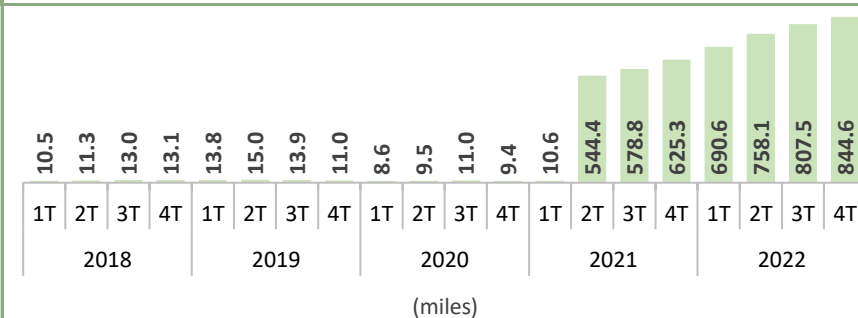 10.5 11.3 13.0 13.1 13.8 15.0 13.9 11.0 8.6 9.5 11.0 9.4 10.6 544.4 578.8 625.3 690.6 758.1 807.5 844.6
1T 2T 3T 4T 1T 2T 3T 4T 1T 2T 3T 4T 1T 2T 3T 4T 1T 2T 3T 4T
2018 2019 2020 2021 2022
(miles)